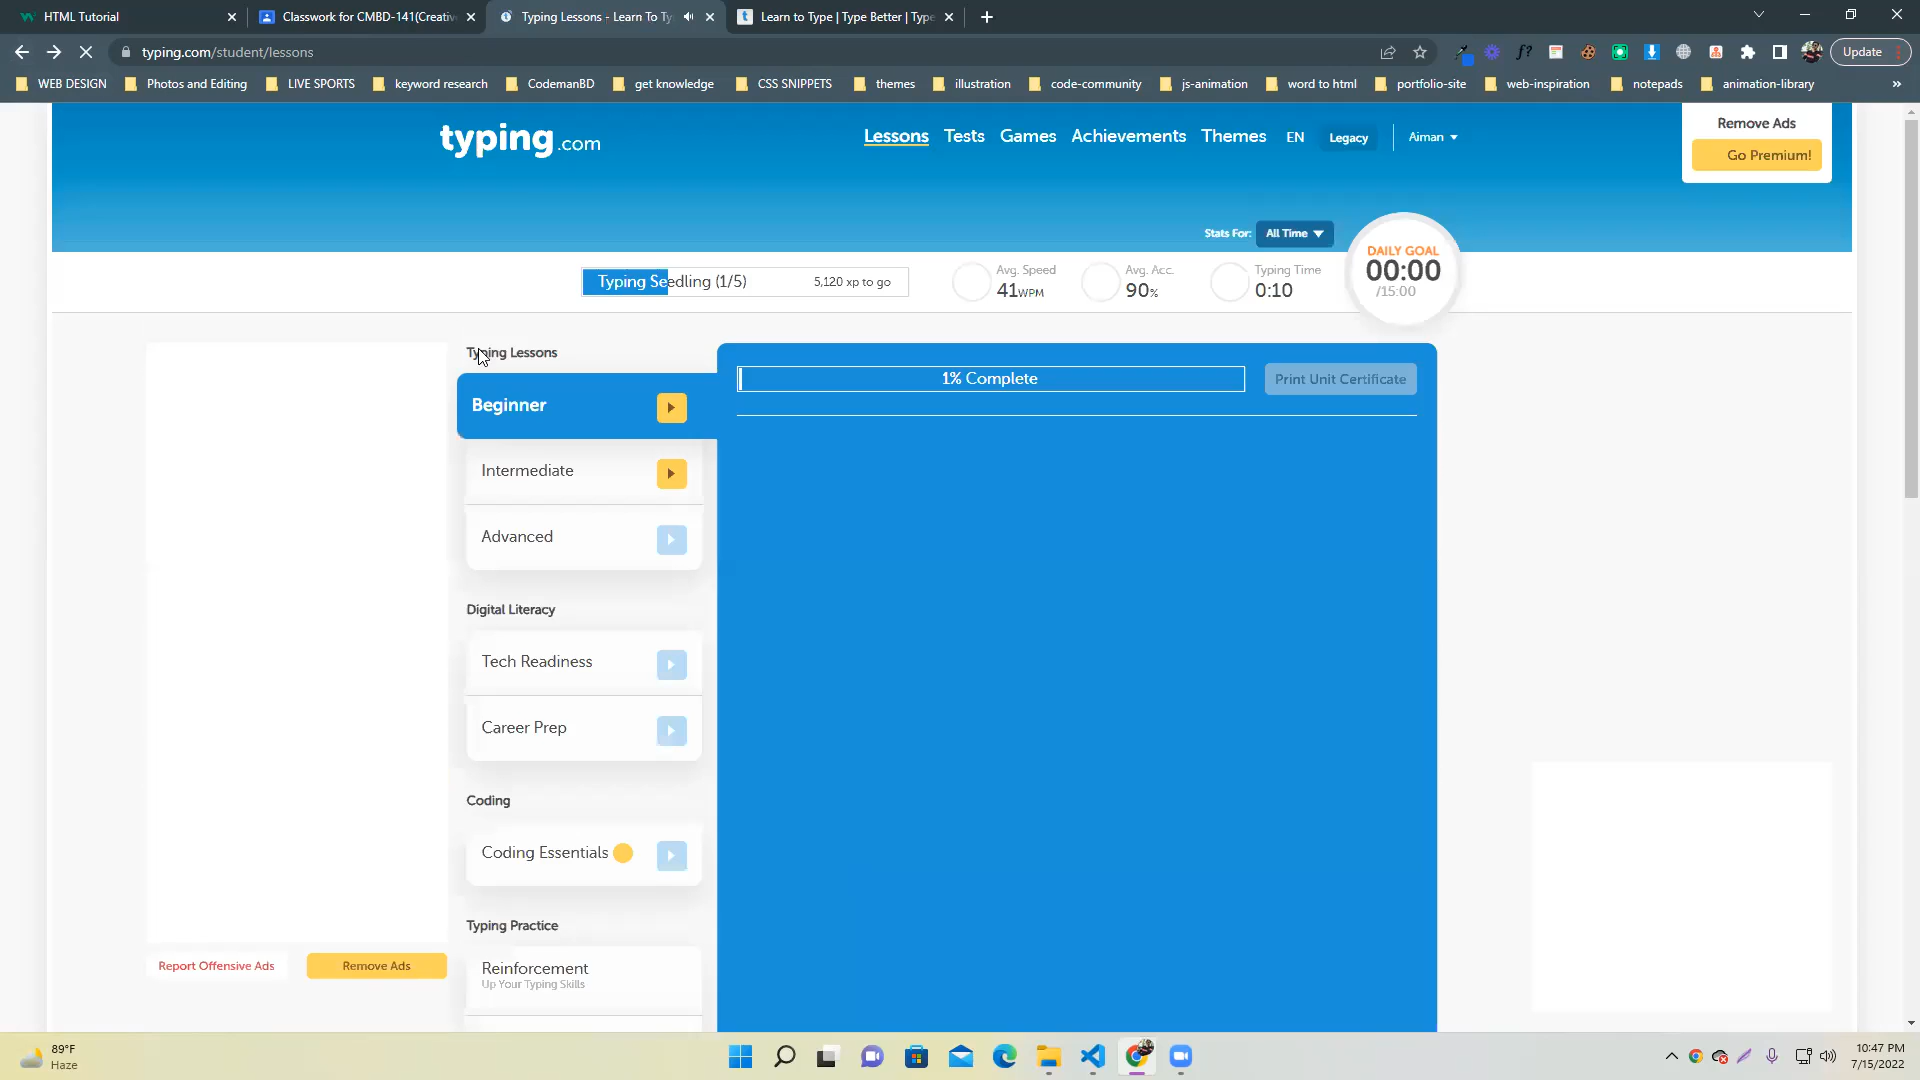 HTML Tutorial
Classwork for CMBD-141(Creativ
Typing Lessons - Learn To Ty
Learn to Type | Type Better | Type
typing.com/student/lessons
Update
WEB DESIGN
Photos and Editing
LIVE SPORTS
keyword research
CodemanBD
get knowledge
CSS SNIPPETS
themes
illustration
code-community
js-animation
word to html
portfolio-site
web-inspiration
notepads
animation-library
»
typing.com
Lessons
Tests
Games
Achievements
Themes
EN
Legacy
Aiman
Remove Ads
Go Premium!
Stats For:
All Time
DAILY GOAL
00:00
/15:00
Typing Seedling (1/5)
5,120 xp to go
Avg. Speed
41WPM
Avg. Acc.
90%
Typing Time
0:10
Typing Lessons
Beginner
Intermediate
Advanced
1% Complete
Print Unit Certificate
Digital Literacy
Tech Readiness
Career Prep
Coding
Coding Essentials
Typing Practice
Reinforcement
Up Your Typing Skills
Report Offensive Ads
Remove Ads
89°F
Haze
10:47 PM
7/15/2022